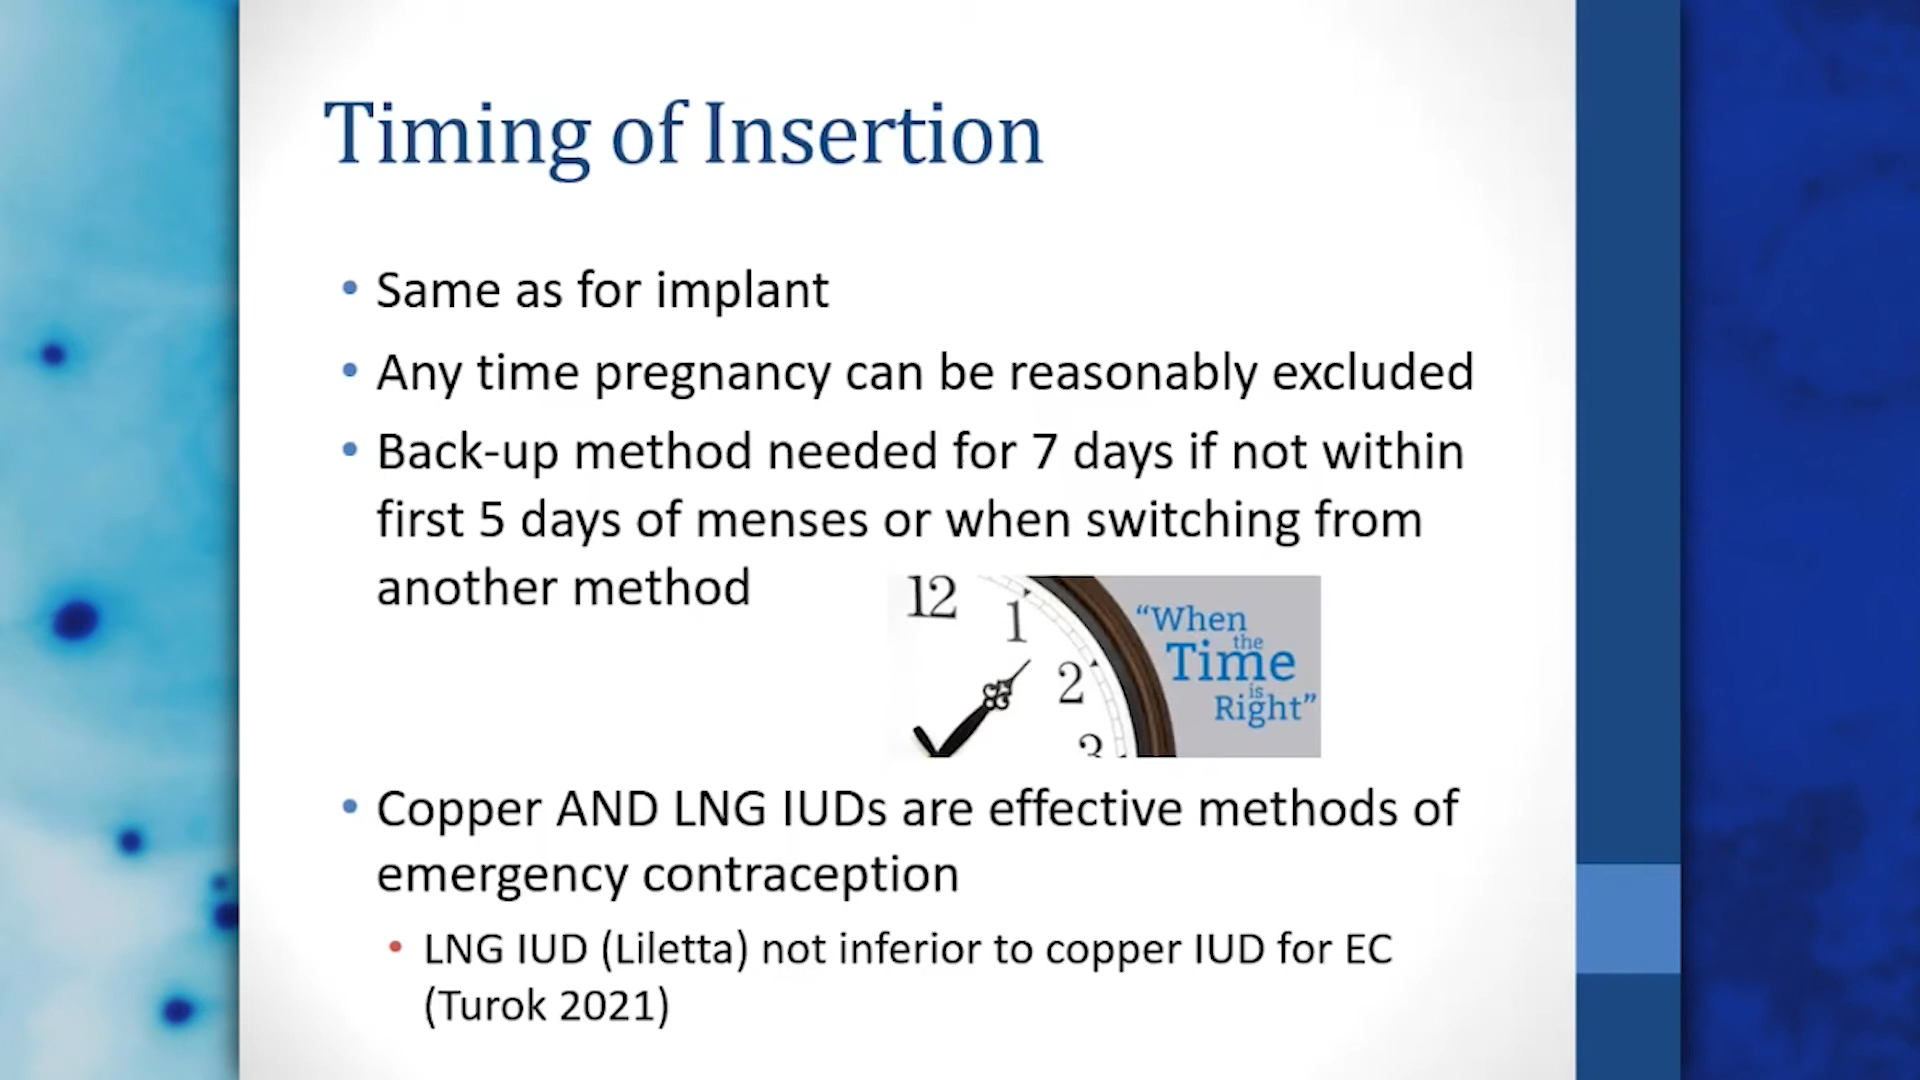 Timing of Insertion
• Same as for implant
• Any time pregnancy can be reasonably excluded
• Back-up method needed for 7 days if not within
first 5 days of menses or when switching from
another method
12
1
2
3
“When
the
Time
is
Right”
• Copper AND LNG IUDs are effective methods of
emergency contraception
• LNG IUD (Liletta) not inferior to copper IUD for EC
(Turok 2021)